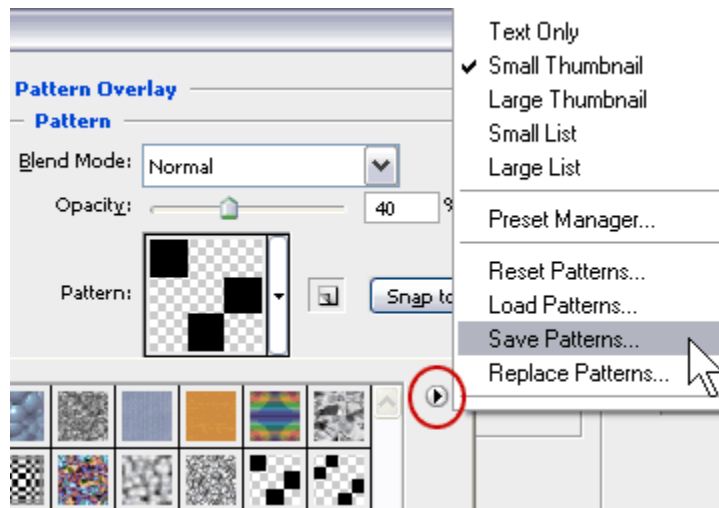 Text Only
Small Thumbnail
Large Thumbnail
Small List
Large List
Preset Manager...
Reset Patterns...
Load Patterns...
Save Patterns...
Replace Patterns...
Pattern Overlay
Pattern
Blend Mode: Normal
Opacity: 40 %
Pattern:
Snap to